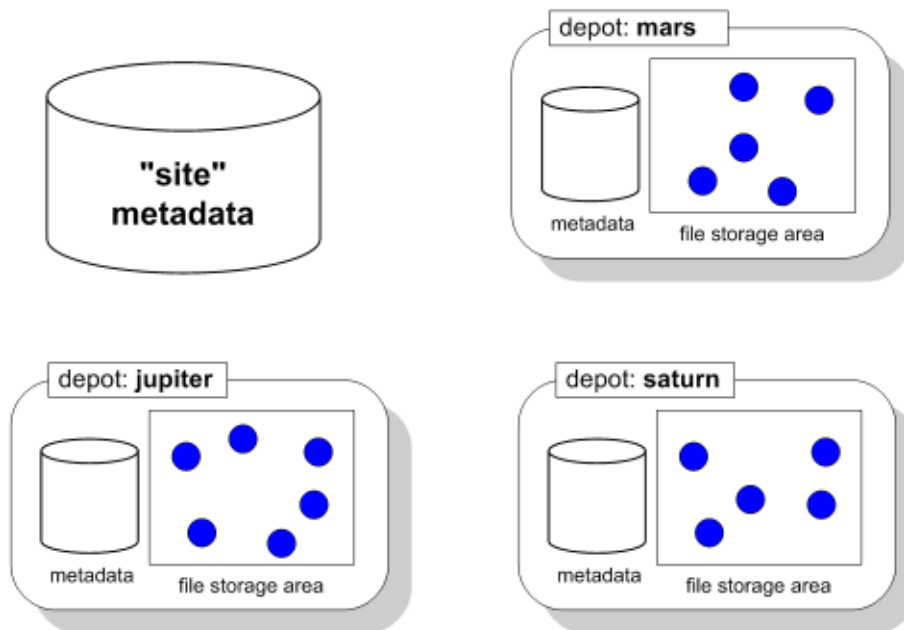 "site"
metadata
depot: mars
metadata
file storage area
depot: jupiter
metadata
file storage area
depot: saturn
metadata
file storage area